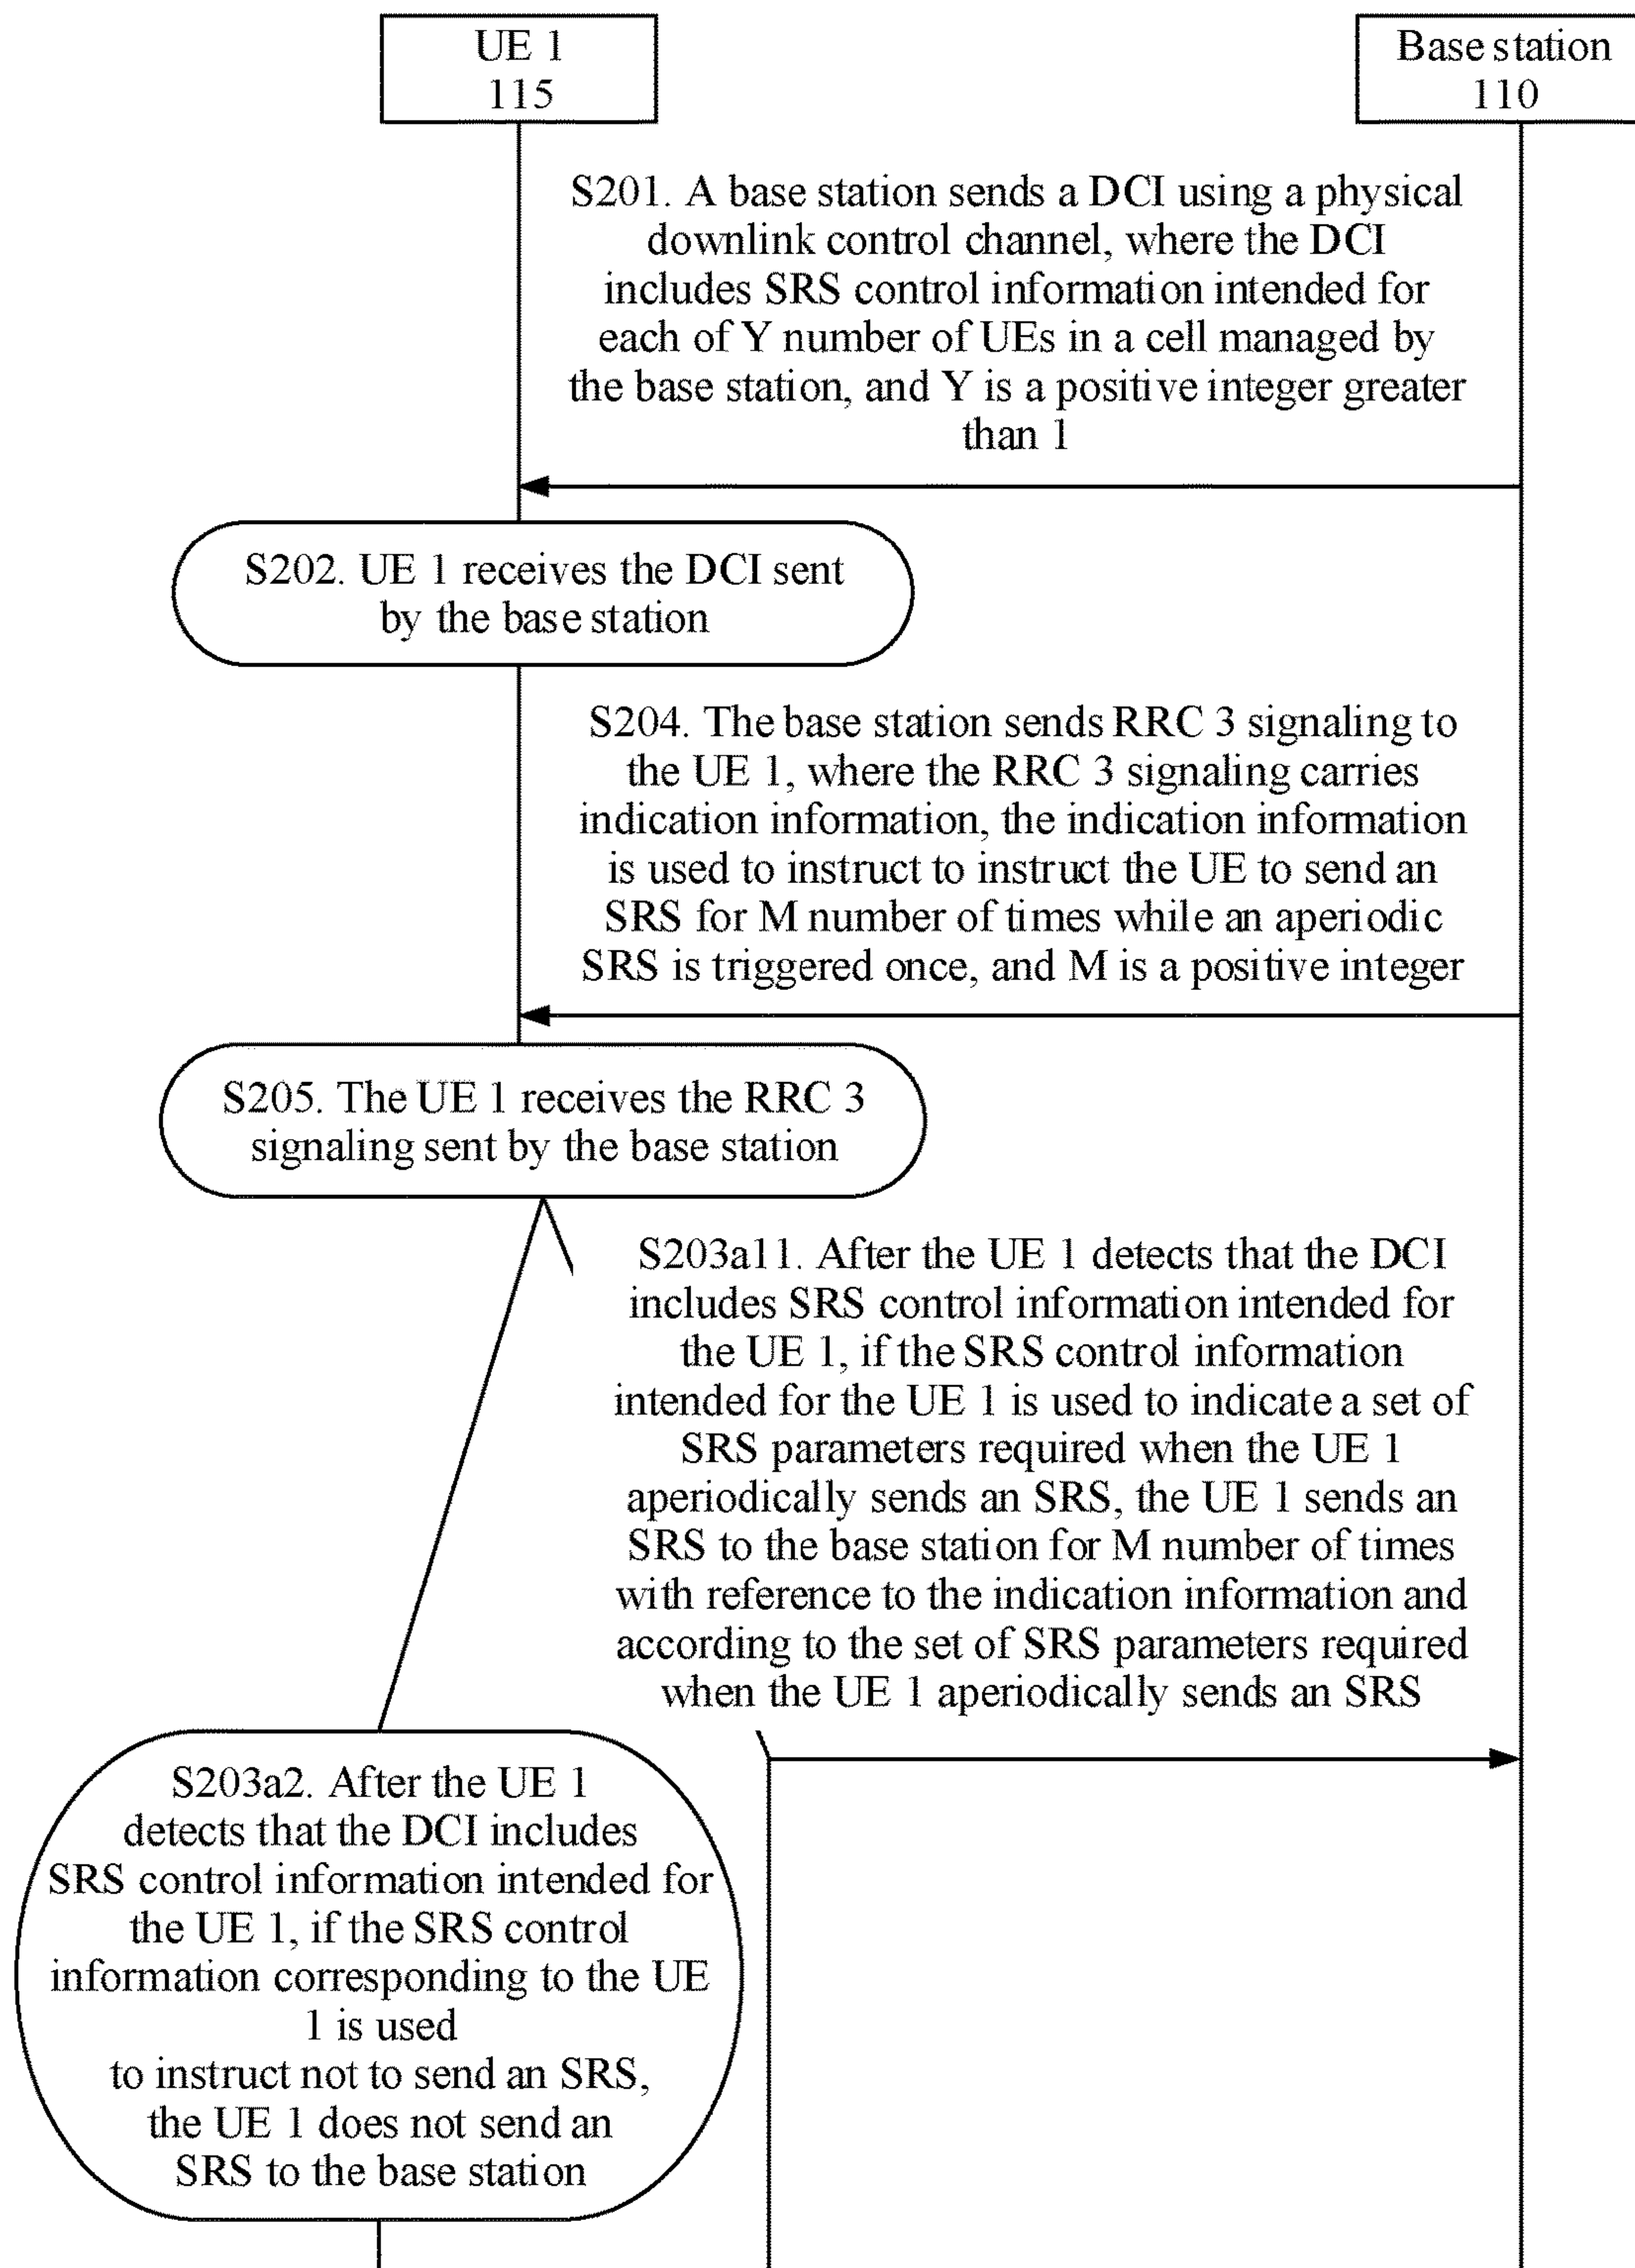 UE 1
115
Base station
110
S201. A base station sends a DCI using a physical
downlink control channel, where the DCI
includes SRS control information intended for
each of Y number of UEs in a cell managed by
the base station, and Y is a positive integer greater
than 1
S202. UE 1 receives the DCI sent
by the base station
S204. The base station sends RRC 3 signaling to
the UE 1, where the RRC 3 signaling carries
indication information, the indication information
is used to instruct to instruct the UE to send an
SRS for M number of times while an aperiodic
SRS is triggered once, and M is a positive integer
S205. The UE 1 receives the RRC 3
signaling sent by the base station
S203a11. After the UE 1 detects that the DCI
includes SRS control information intended for
the UE 1, if the SRS control information
intended for the UE 1 is used to indicate a set of
SRS parameters required when the UE 1
aperiodically sends an SRS, the UE 1 sends an
SRS to the base station for M number of times
with reference to the indication information and
according to the set of SRS parameters required
when the UE 1 aperiodically sends an SRS
S203a2. After the UE 1
detects that the DCI includes
SRS control information intended for
the UE 1, if the SRS control
information corresponding to the UE
1 is used
to instruct not to send an SRS,
the UE 1 does not send an
SRS to the base station